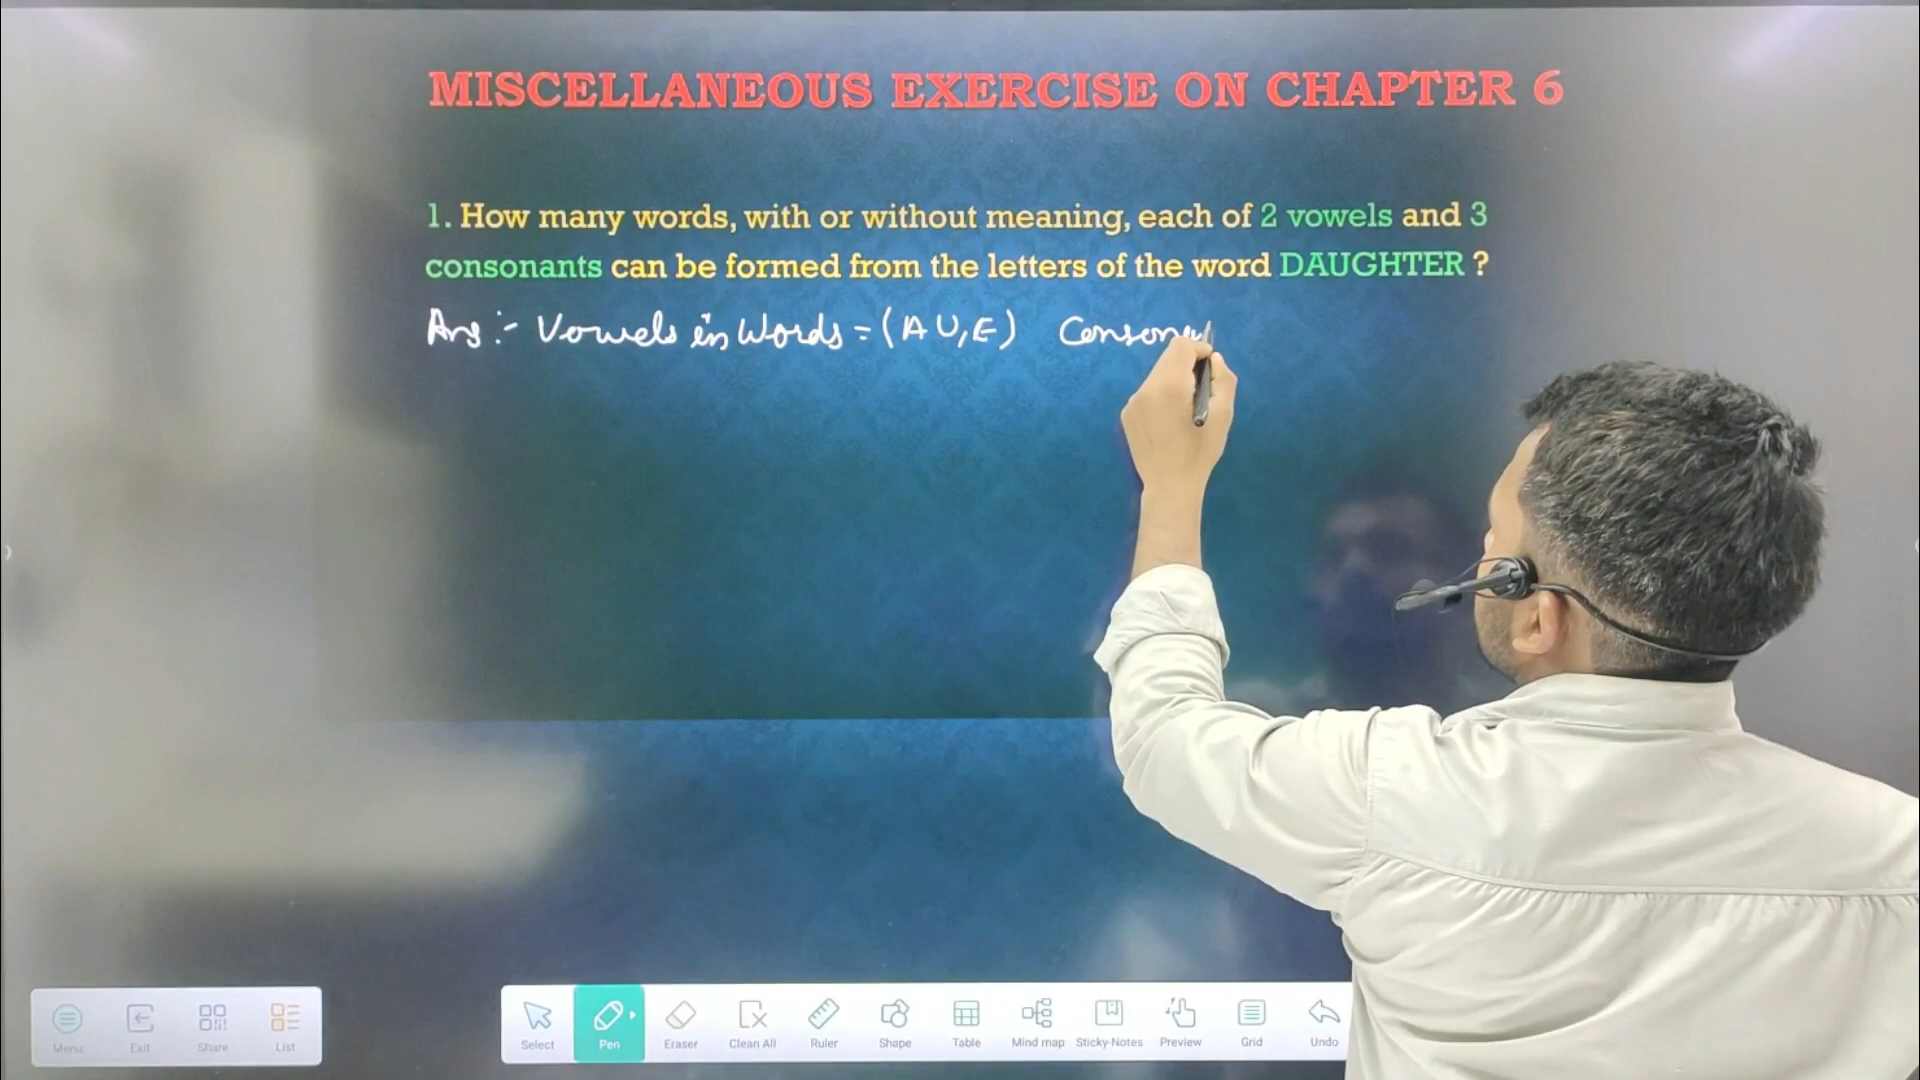 MISCELLANEOUS EXERCISE ON CHAPTER 6
1. How many words, with or without meaning, each of 2 vowels and 3
consonants can be formed from the letters of the word DAUGHTER ?
Ans :- Vowels in Words = (A U, E) Consona
Menu Exit Share List
Select Pen Eraser Clean All Ruler Shape Table Mind map Sticky-Notes Preview Grid Undo